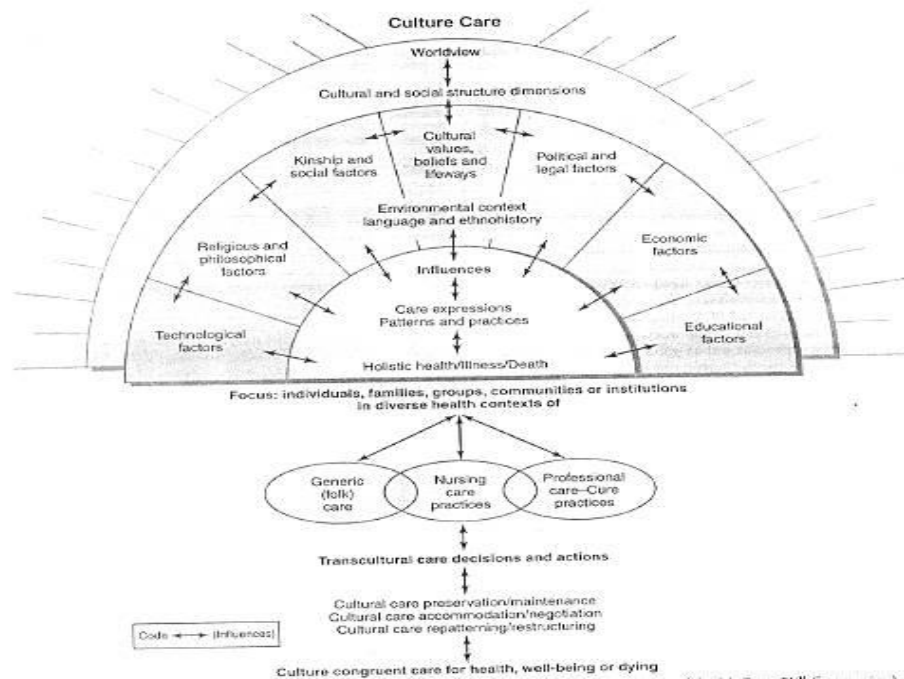 Culture Care
Worldview
Cultural and social structure dimensions
Cultural
values,
beliefs and
lifeways
Kinship and
social factors
Political and
legal factors
Environmental context
language and ethnohistory
Religious and
philosophical
factors
Economic
factors
Influences
Care expressions
Patterns and practices
Technological
factors
Educational
factors
Holistic health/Illness/Death
Focus: individuals, families, groups, communities or institutions
in diverse health contexts of
Generic
(folk)
care
Nursing
care
practices
Professional
care–Cure
practices
Transcultural care decisions and actions
Cultural care preservation/maintenance
Cultural care accommodation/negotiation
Cultural care repatterning/restructuring
Code (Influences)
Culture congruent care for health, well-being or dying